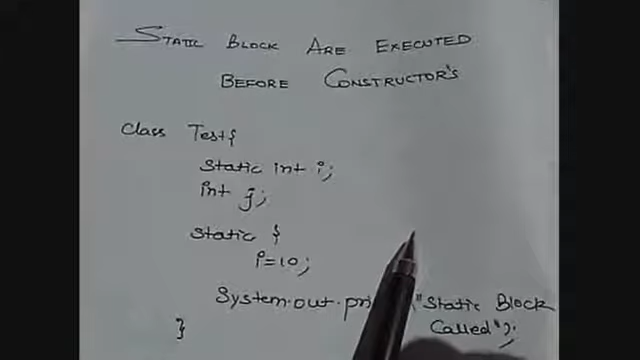 STATIC BLOCK ARE EXECUTED
BEFORE CONSTRUCTOR'S
class Test{
static int i;
int j;
static {
i=10;
System.out.pri ("Static Block
Called");
}